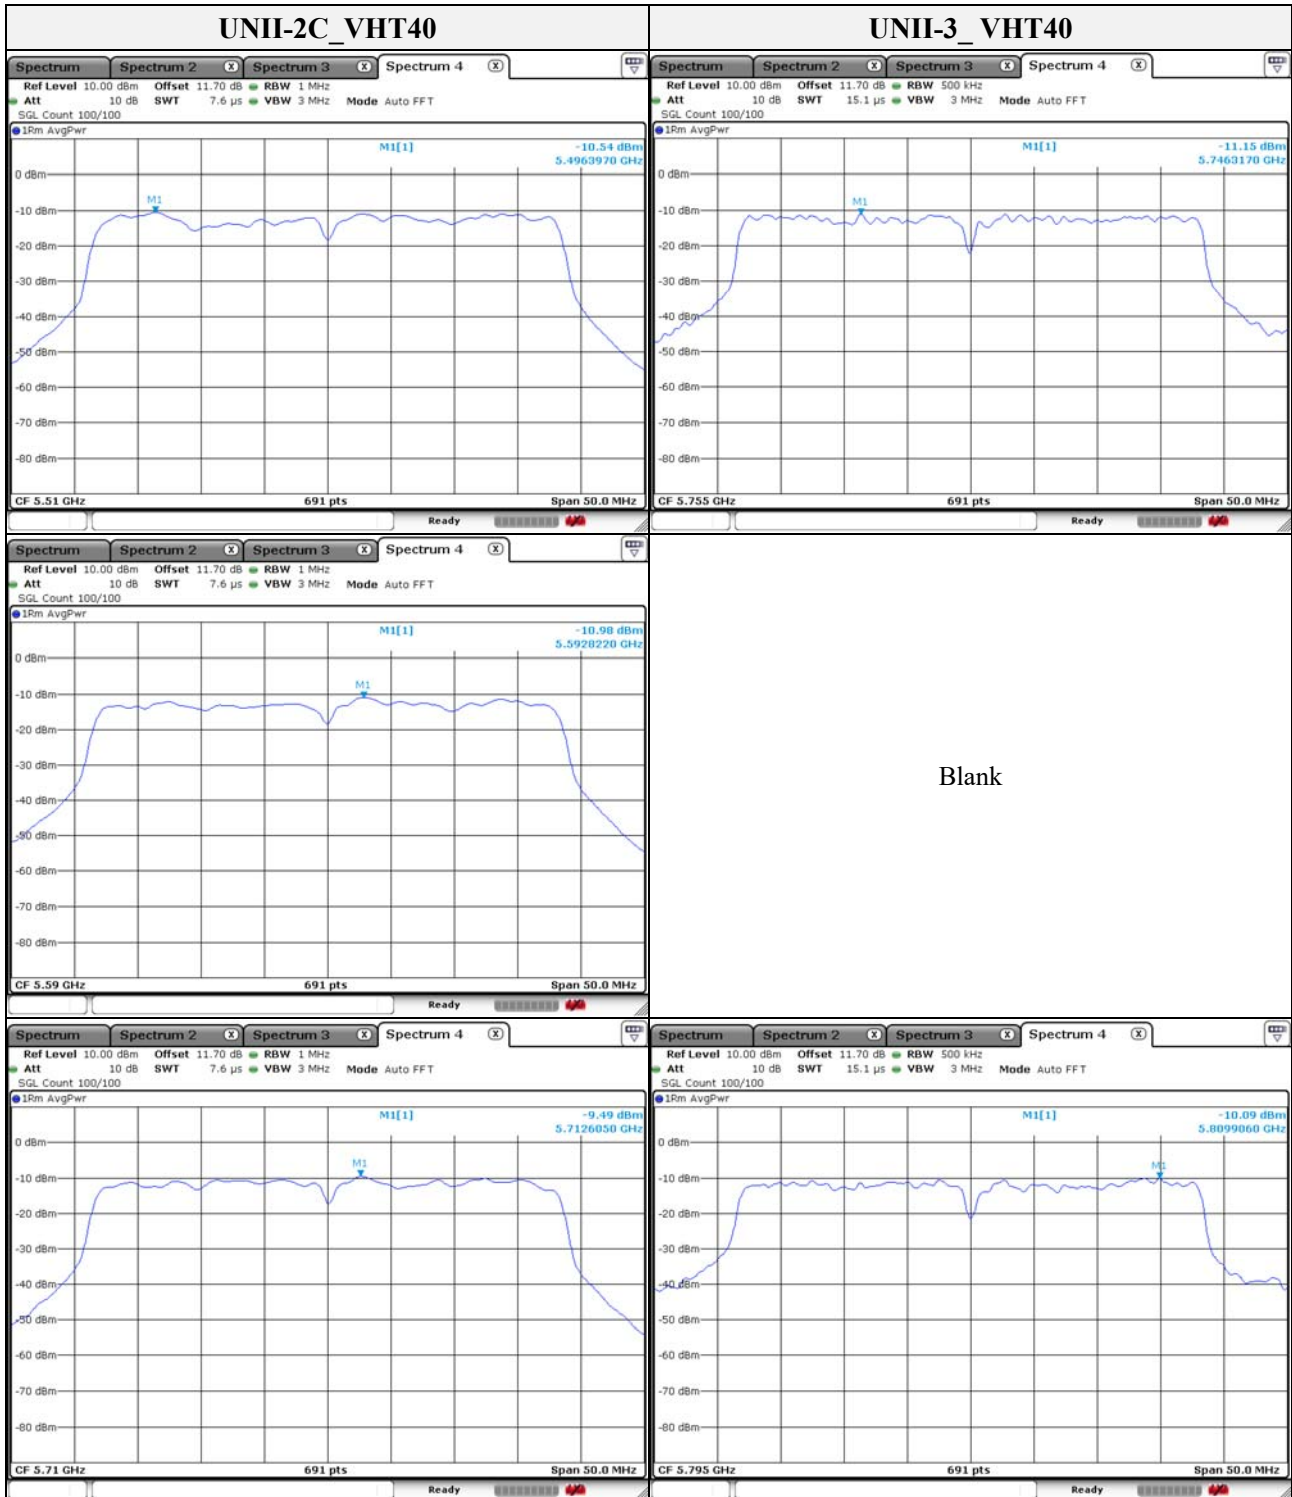 UNII-2C_VHT40
UNII-3_ VHT40
Spectrum Spectrum 2 X Spectrum 3 X Spectrum 4 X
Ref Level 10.00 dBm Offset 11.70 dB RBW 1 MHz
Att 10 dB SWT 7.6 µs VBW 3 MHz Mode Auto FFT
SGL Count 100/100
1Rm AvgPwr
M1[1] -10.54 dBm
5.4963970 GHz
0 dBm
M1
-10 dBm
-20 dBm
-30 dBm
-40 dBm
-50 dBm
-60 dBm
-70 dBm
-80 dBm
CF 5.51 GHz 691 pts Span 50.0 MHz
Ready
Spectrum Spectrum 2 X Spectrum 3 X Spectrum 4 X
Ref Level 10.00 dBm Offset 11.70 dB RBW 500 kHz
Att 10 dB SWT 15.1 µs VBW 3 MHz Mode Auto FFT
SGL Count 100/100
1Rm AvgPwr
M1[1] -11.15 dBm
5.7463170 GHz
0 dBm
M1
-10 dBm
-20 dBm
-30 dBm
-40 dBm
-50 dBm
-60 dBm
-70 dBm
-80 dBm
CF 5.755 GHz 691 pts Span 50.0 MHz
Ready
Spectrum Spectrum 2 X Spectrum 3 X Spectrum 4 X
Ref Level 10.00 dBm Offset 11.70 dB RBW 1 MHz
Att 10 dB SWT 7.6 µs VBW 3 MHz Mode Auto FFT
SGL Count 100/100
1Rm AvgPwr
M1[1] -10.98 dBm
5.5928220 GHz
0 dBm
M1
-10 dBm
-20 dBm
-30 dBm
-40 dBm
-50 dBm
-60 dBm
-70 dBm
-80 dBm
CF 5.59 GHz 691 pts Span 50.0 MHz
Ready
Blank
Spectrum Spectrum 2 X Spectrum 3 X Spectrum 4 X
Ref Level 10.00 dBm Offset 11.70 dB RBW 1 MHz
Att 10 dB SWT 7.6 µs VBW 3 MHz Mode Auto FFT
SGL Count 100/100
1Rm AvgPwr
M1[1] -9.49 dBm
5.7126050 GHz
0 dBm
M1
-10 dBm
-20 dBm
-30 dBm
-40 dBm
-50 dBm
-60 dBm
-70 dBm
-80 dBm
CF 5.71 GHz 691 pts Span 50.0 MHz
Ready
Spectrum Spectrum 2 X Spectrum 3 X Spectrum 4 X
Ref Level 10.00 dBm Offset 11.70 dB RBW 500 kHz
Att 10 dB SWT 15.1 µs VBW 3 MHz Mode Auto FFT
SGL Count 100/100
1Rm AvgPwr
M1[1] -10.09 dBm
5.8099060 GHz
0 dBm
M1
-10 dBm
-20 dBm
-30 dBm
-40 dBm
-50 dBm
-60 dBm
-70 dBm
-80 dBm
CF 5.795 GHz 691 pts Span 50.0 MHz
Ready